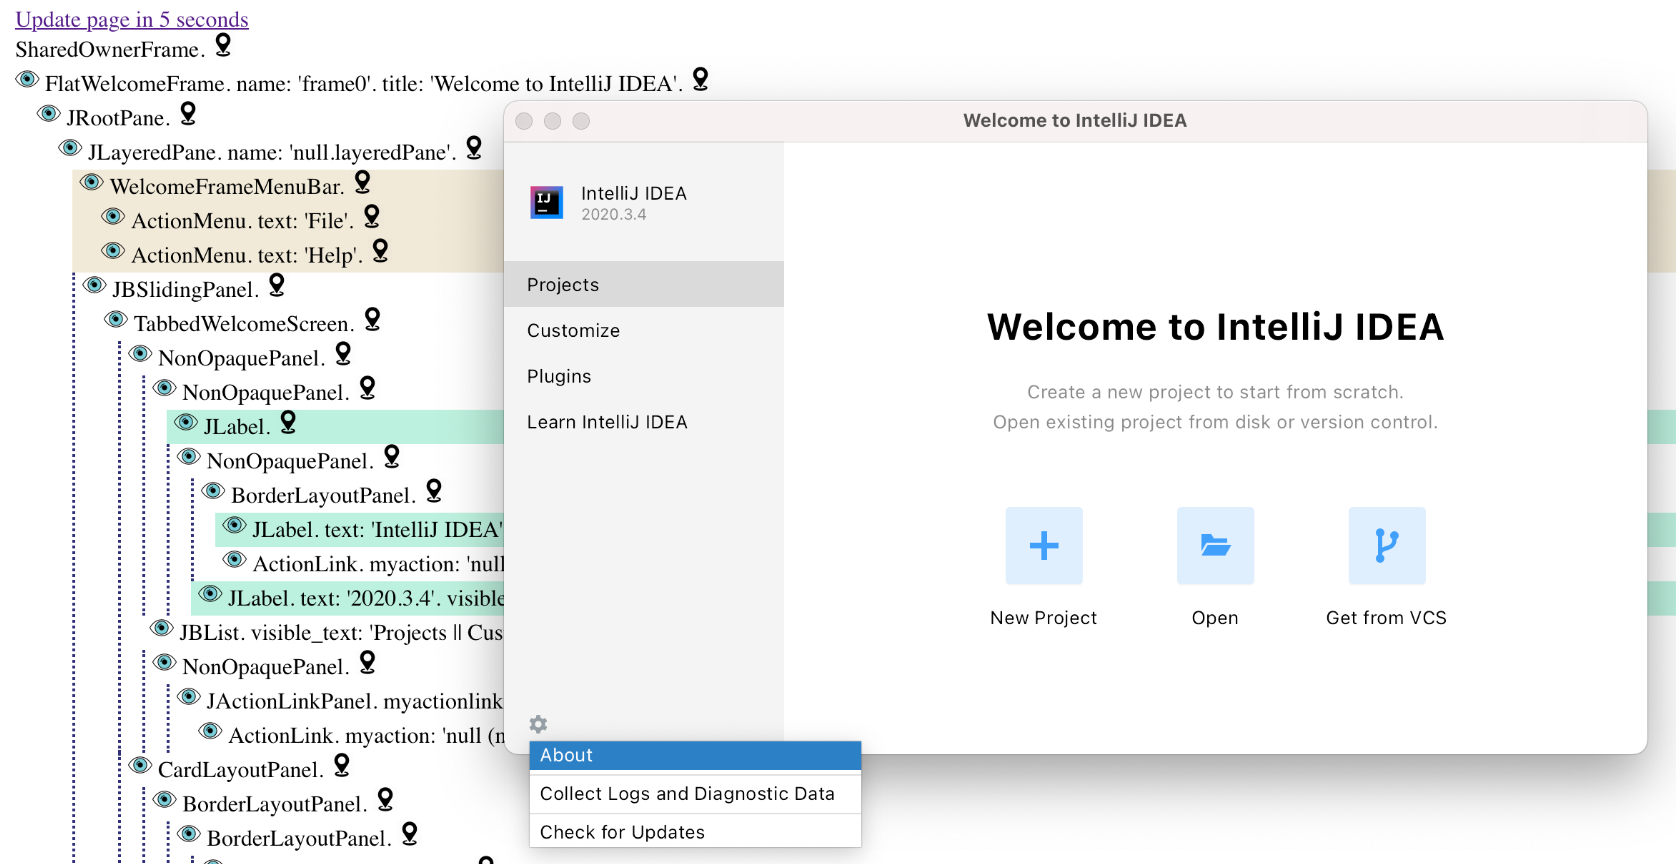 Update page in 5 seconds
SharedOwnerFrame.
FlatWelcomeFrame. name: 'frame0'. title: 'Welcome to IntelliJ IDEA'.
JRootPane.
JLayeredPane. name: 'null.layeredPane'.
WelcomeFrameMenuBar.
ActionMenu. text: 'File'.
ActionMenu. text: 'Help'.
JBSlidingPanel.
TabbedWelcomeScreen.
NonOpaquePanel.
NonOpaquePanel.
JLabel.
NonOpaquePanel.
BorderLayoutPanel.
JLabel. text: 'IntelliJ IDEA'
ActionLink. myaction: 'null
JLabel. text: '2020.3.4'. visible
JBList. visible_text: 'Projects || Cus
NonOpaquePanel.
JActionLinkPanel. myactionlink
ActionLink. myaction: 'null (n
CardLayoutPanel.
BorderLayoutPanel.
BorderLayoutPanel.
Welcome to IntelliJ IDEA
IJ
IntelliJ IDEA
2020.3.4
Projects
Customize
Plugins
Learn IntelliJ IDEA
Welcome to IntelliJ IDEA
Create a new project to start from scratch.
Open existing project from disk or version control.
New Project
Open
Get from VCS
About
Collect Logs and Diagnostic Data
Check for Updates